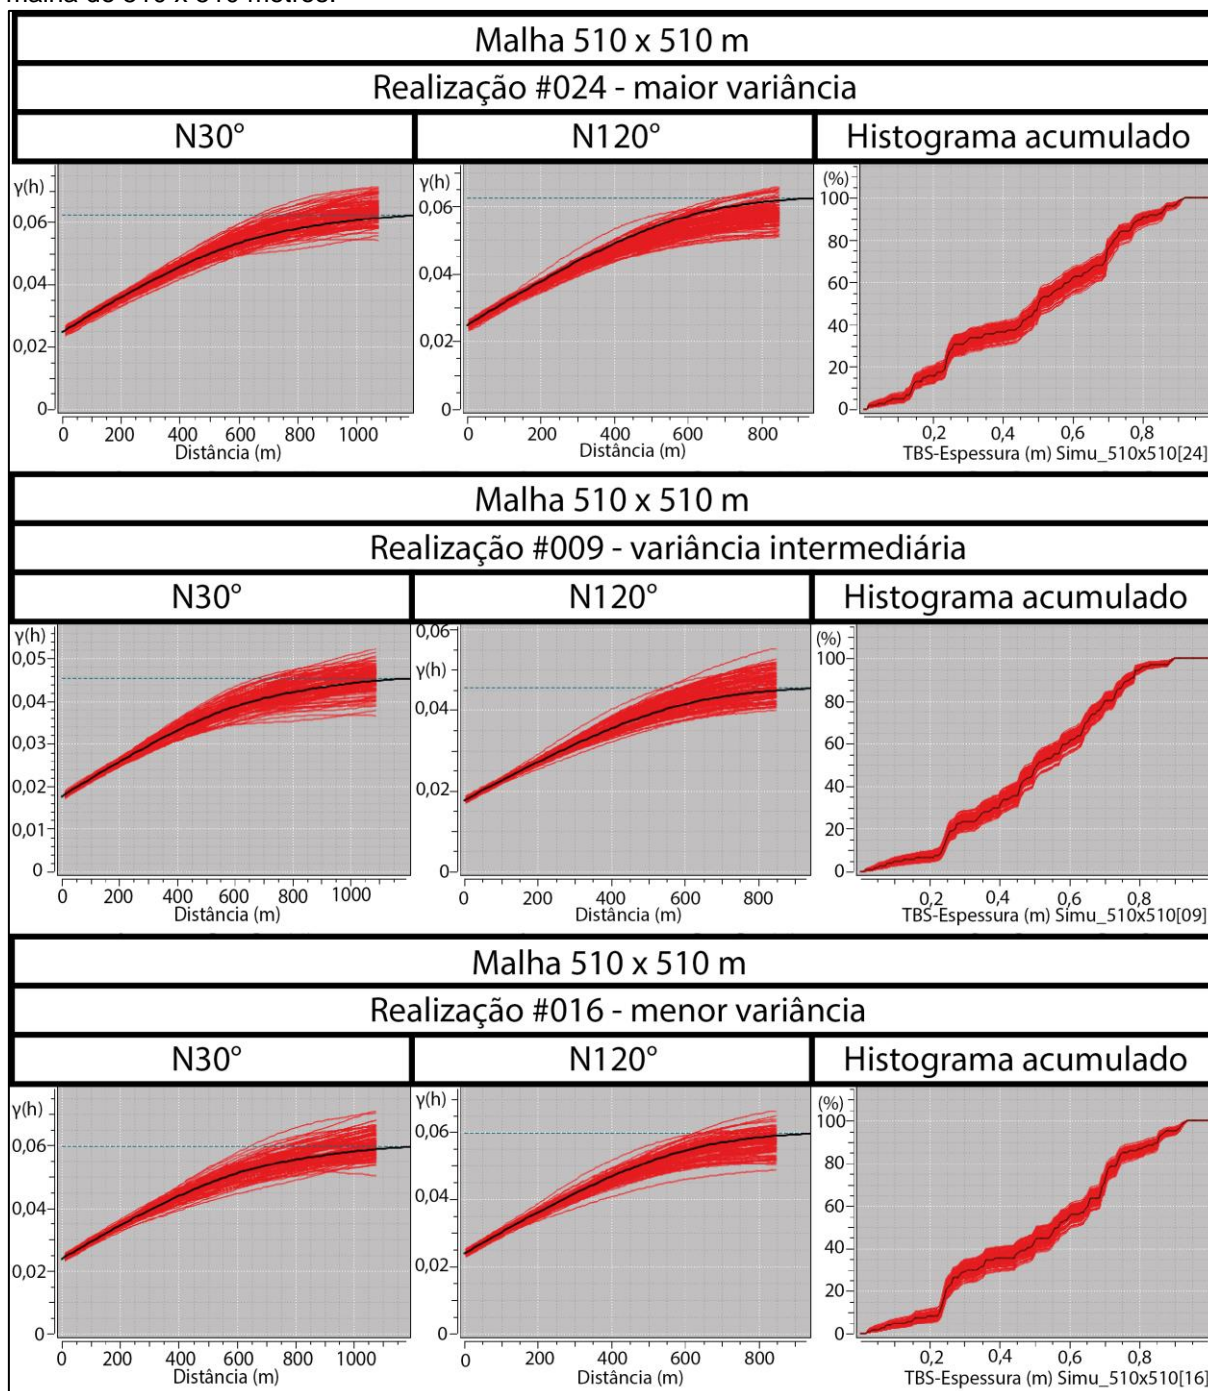 malha de 510 x 510 metros.
Malha 510 x 510 m
Realização #024 - maior variância
N30°
N120°
Histograma acumulado
γ(h)
0,06
0,04
0,02
0
0 200 400 600 800 1000
Distância (m)
γ(h)
0,06
0,04
0,02
0
0 200 400 600 800
Distância (m)
(%)
100
80
60
40
20
0
0,2 0,4 0,6 0,8
TBS-Espessura (m) Simu_510x510[24]
Malha 510 x 510 m
Realização #009 - variância intermediária
N30°
N120°
Histograma acumulado
γ(h)
0,05
0,04
0,03
0,02
0,01
0
0 200 400 600 800 1000
Distância (m)
0,06
γ(h)
0,04
0,02
0
0 200 400 600 800
Distância (m)
(%)
100
80
60
40
20
0
0,2 0,4 0,6 0,8
TBS-Espessura (m) Simu_510x510[09]
Malha 510 x 510 m
Realização #016 - menor variância
N30°
N120°
Histograma acumulado
γ(h)
0,06
0,04
0,02
0
0 200 400 600 800 1000
Distância (m)
γ(h)
0,06
0,04
0,02
0
0 200 400 600 800
Distância (m)
(%)
100
80
60
40
20
0
0,2 0,4 0,6 0,8
TBS-Espessura (m) Simu_510x510[16]